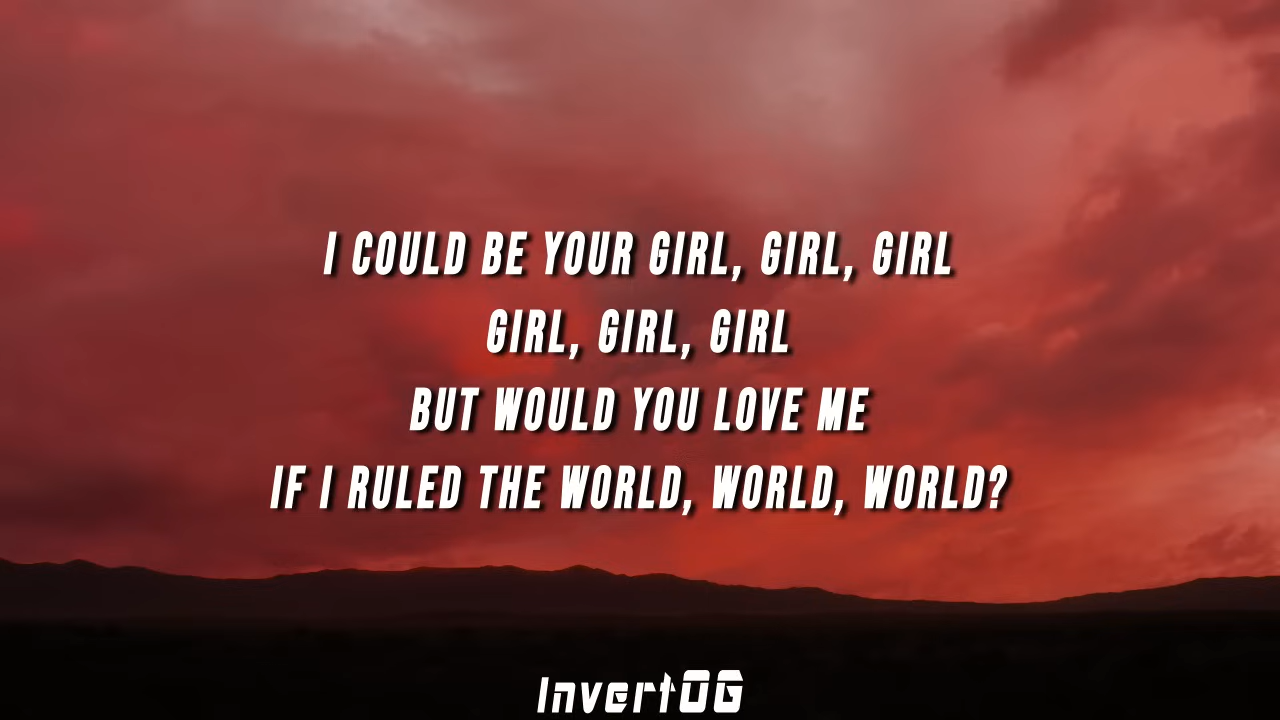 I COULD BE YOUR GIRL, GIRL, GIRL
GIRL, GIRL, GIRL
BUT WOULD YOU LOVE ME
IF I RULED THE WORLD, WORLD, WORLD?
InvertOG